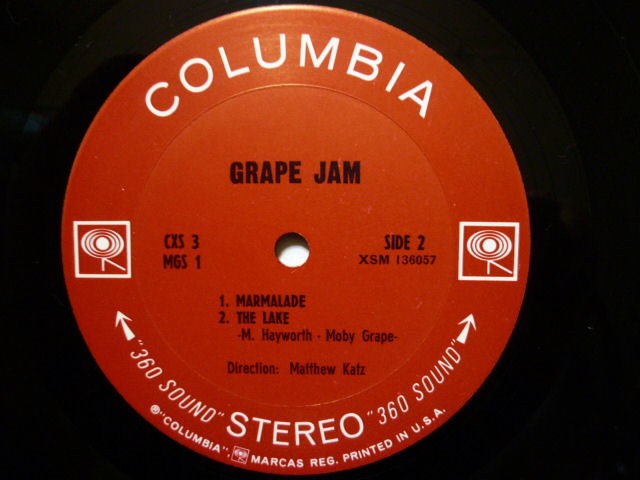 COLUMBIA
GRAPE JAM
CXS 3
MGS 1
SIDE 2
XSM 136057
1. MARMALADE
2. THE LAKE
-M. Hayworth - Moby Grape-
Direction: Matthew Katz
"360 SOUND" STEREO "360 SOUND"
®"COLUMBIA", MARCAS REG. PRINTED IN U.S.A.